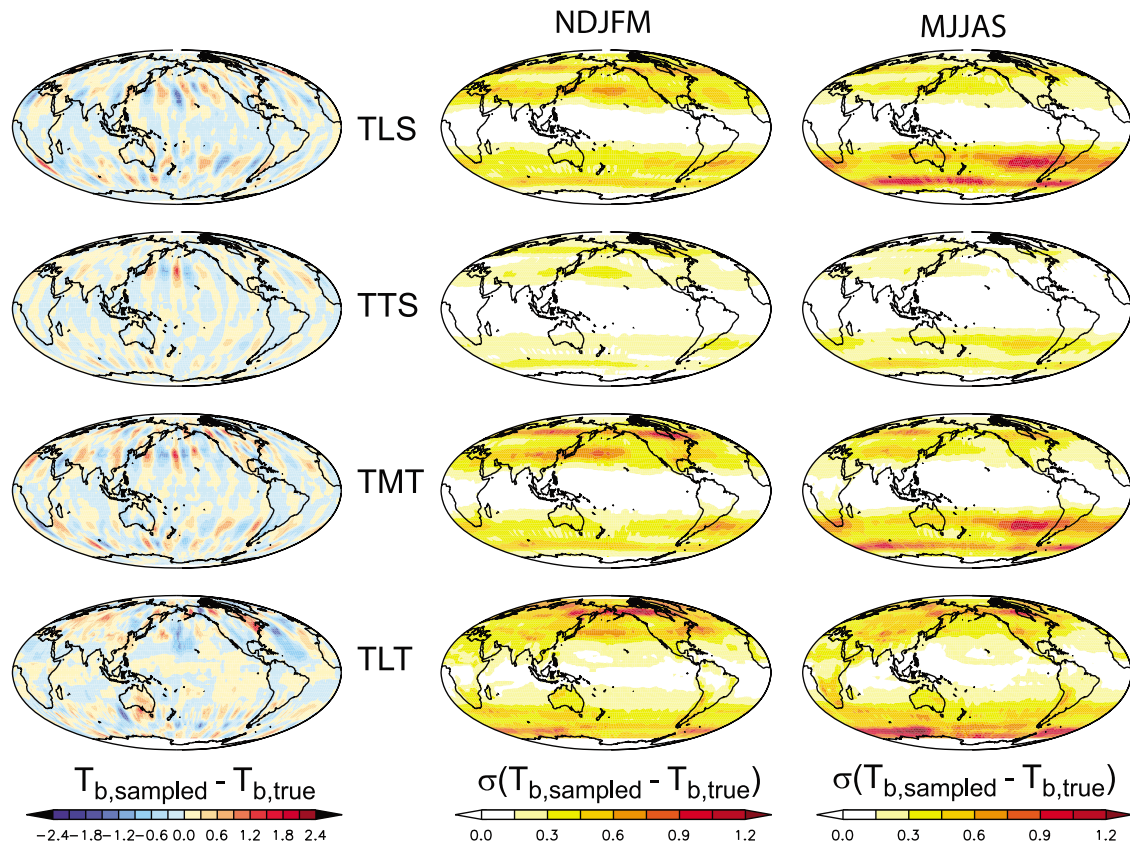 NDJFM
MJJAS
TLS
TTS
TMT
TLT
T_b,sampled - T_b,true
σ(T_b,sampled - T_b,true)
σ(T_b,sampled - T_b,true)
-2.4 -1.8 -1.2 -0.6 0.0 0.6 1.2 1.8 2.4
0.0 0.3 0.6 0.9 1.2
0.0 0.3 0.6 0.9 1.2